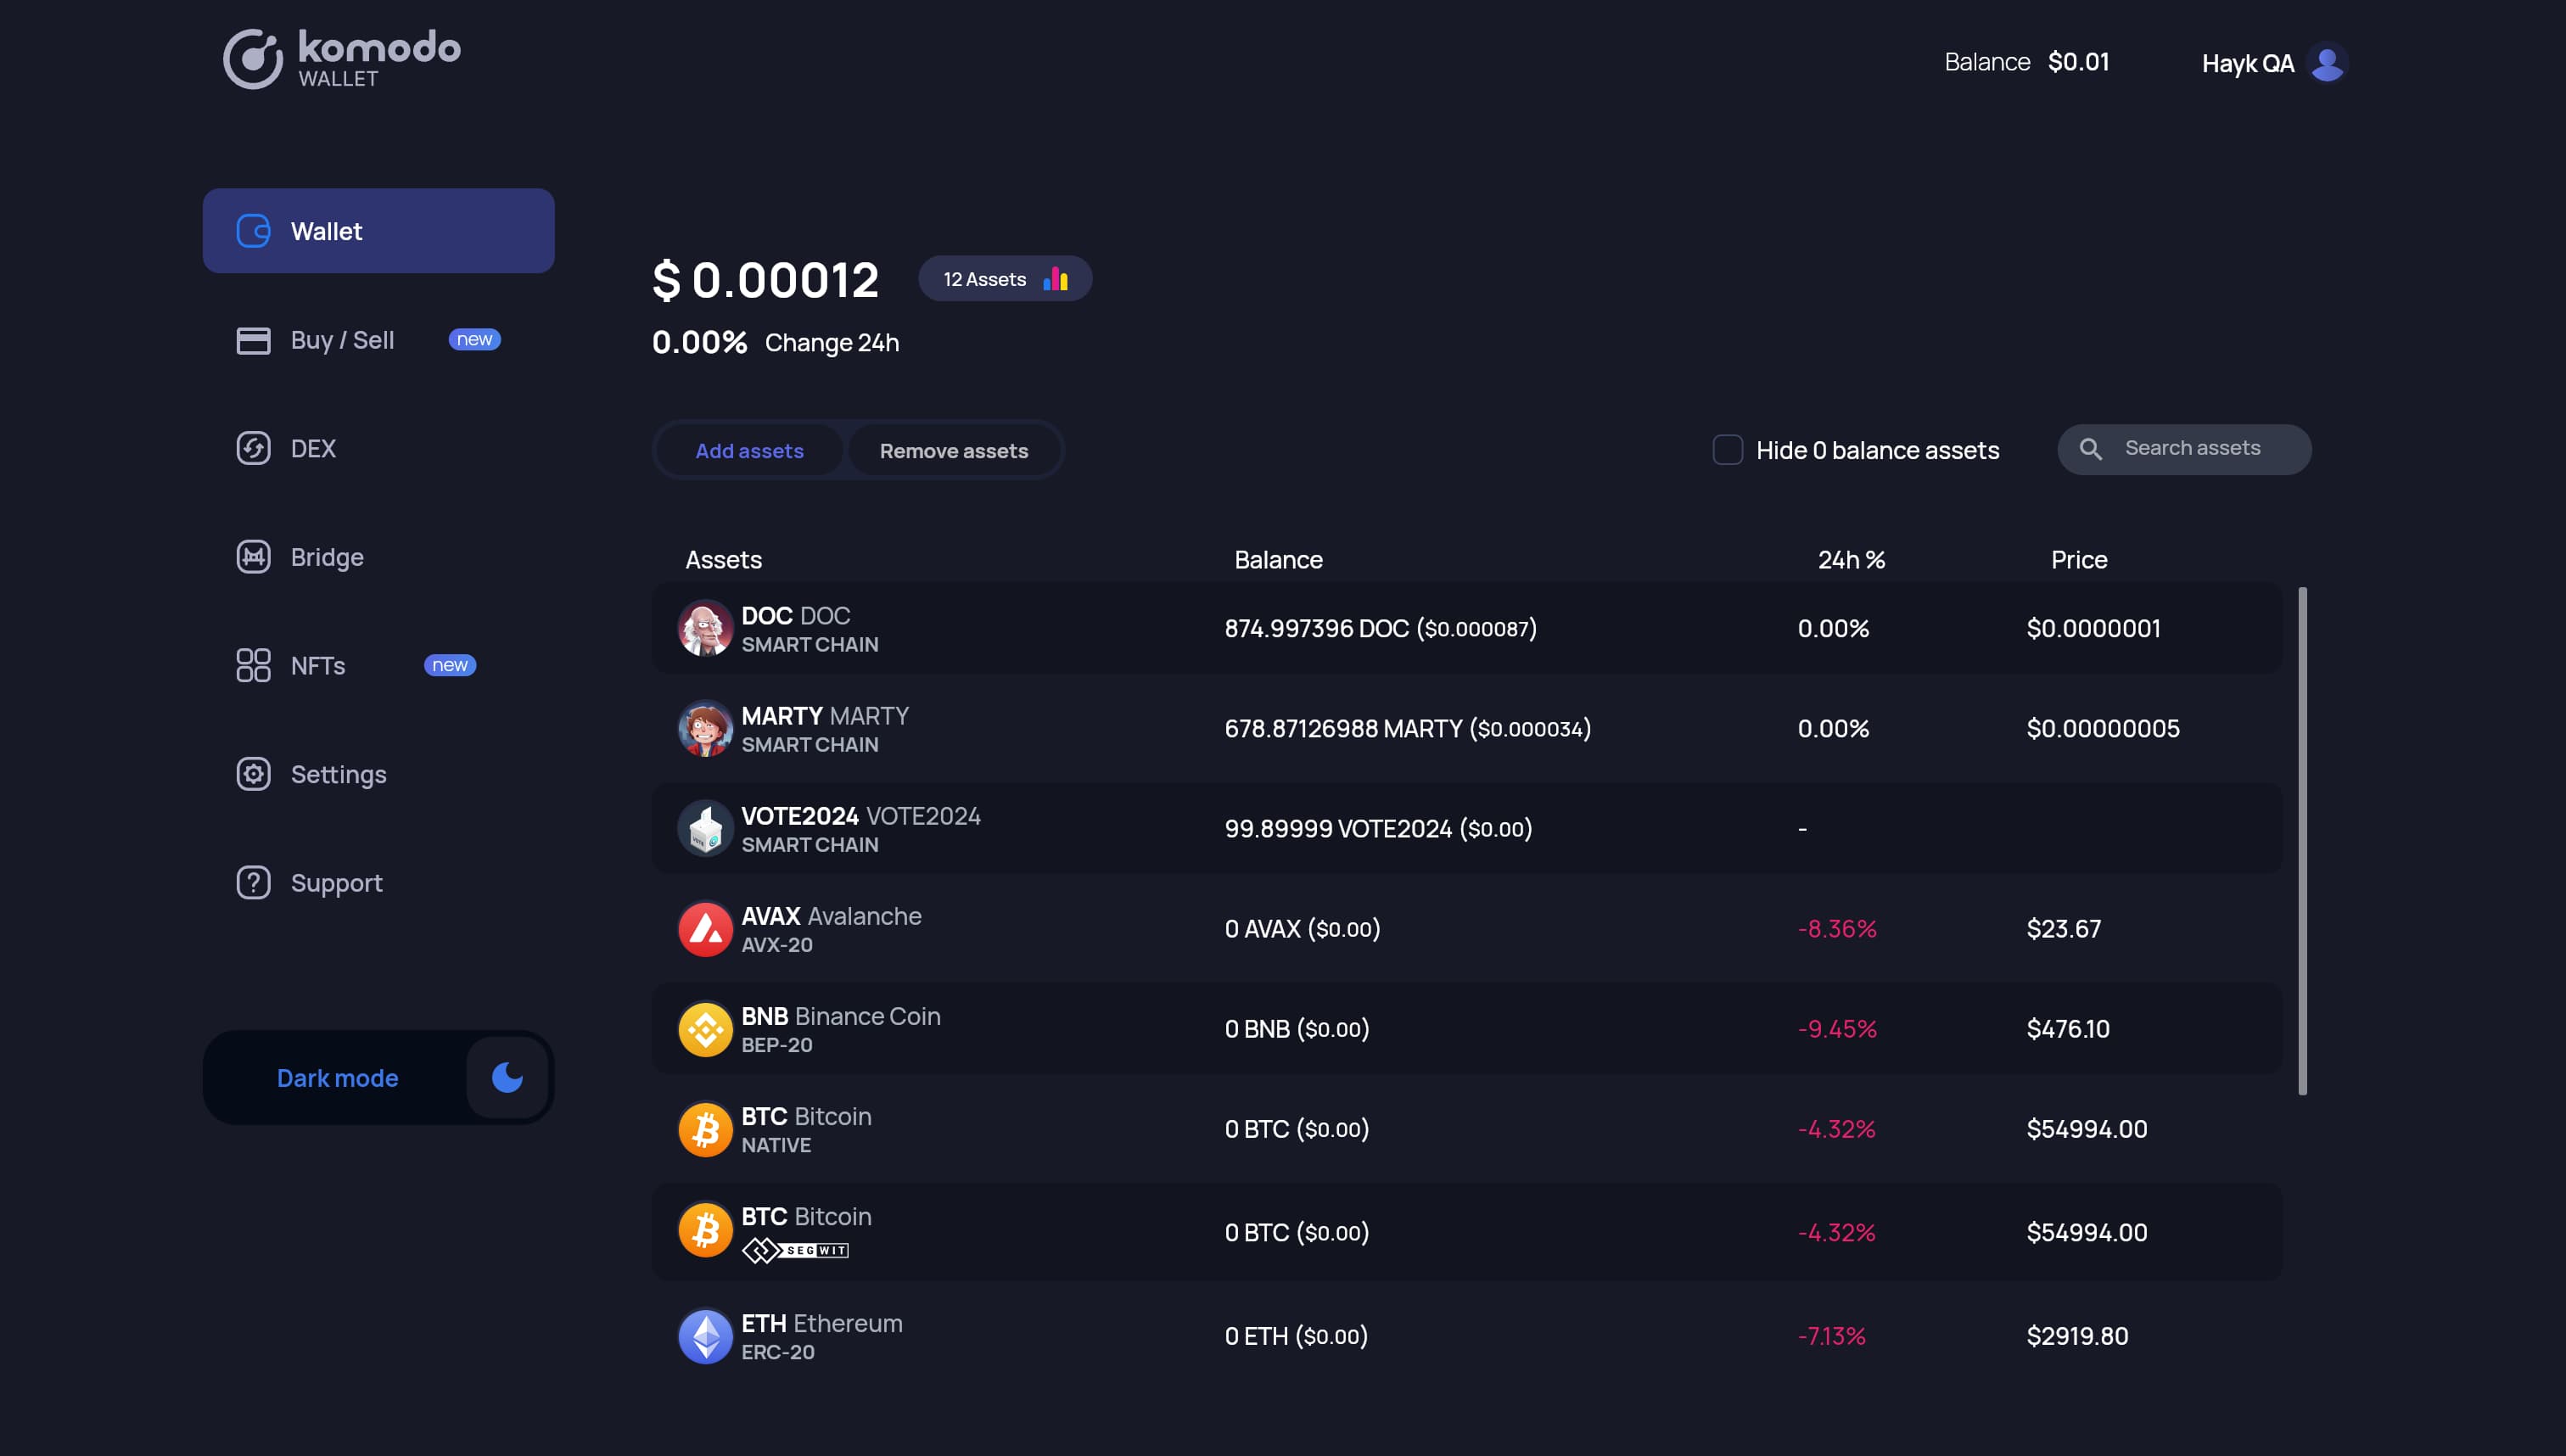 komodo
WALLET
Balance $0.01
Hayk QA
Wallet
Buy / Sell new
DEX
Bridge
NFTs new
Settings
Support
Dark mode
$ 0.00012
12 Assets
0.00% Change 24h
Add assets
Remove assets
Hide 0 balance assets
Search assets
Assets Balance 24h % Price
DOC DOC
SMART CHAIN
874.997396 DOC ($0.000087) 0.00% $0.0000001
MARTY MARTY
SMART CHAIN
678.87126988 MARTY ($0.000034) 0.00% $0.00000005
VOTE2024 VOTE2024
SMART CHAIN
99.89999 VOTE2024 ($0.00) -
AVAX Avalanche
AVX-20
0 AVAX ($0.00) -8.36% $23.67
BNB Binance Coin
BEP-20
0 BNB ($0.00) -9.45% $476.10
BTC Bitcoin
NATIVE
0 BTC ($0.00) -4.32% $54994.00
BTC Bitcoin
SEGWIT
0 BTC ($0.00) -4.32% $54994.00
ETH Ethereum
ERC-20
0 ETH ($0.00) -7.13% $2919.80